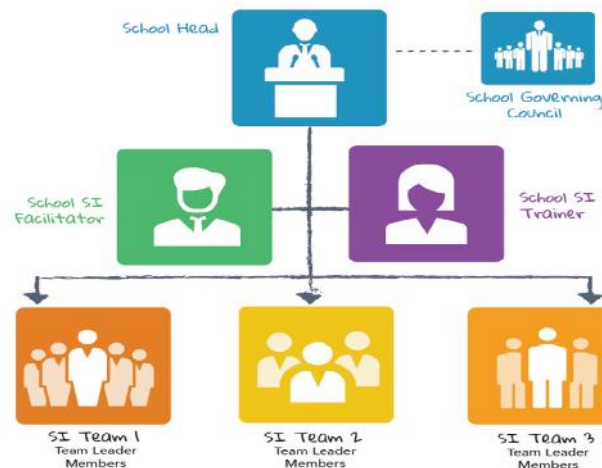 School Head
School Governing
Council
School SI
Facilitator
School SI
Trainer
SI Team 1
Team Leader
Members
SI Team 2
Team Leader
Members
SI Team 3
Team Leader
Members